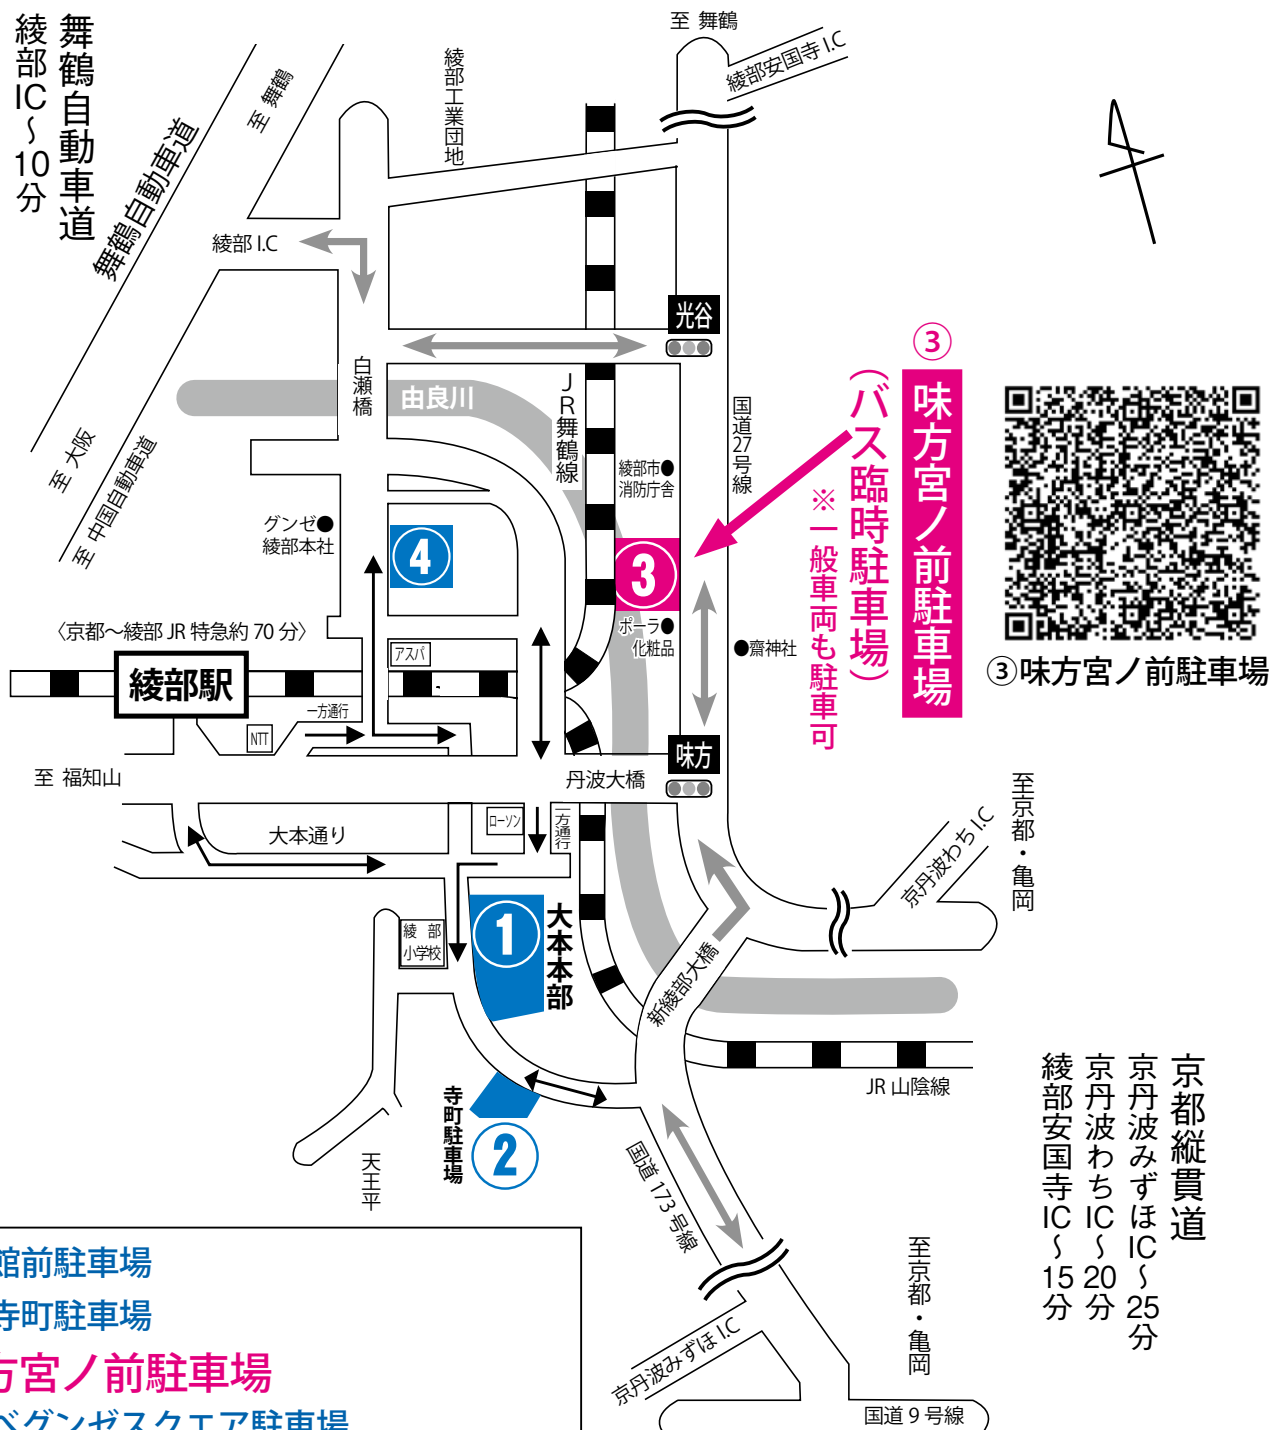 舞鶴自動車道
綾部IC〜10分
至 舞鶴
舞鶴自動車道
至 舞鶴
綾部工業団地
綾部安国寺 I.C
綾部 I.C
光谷
白瀬橋
由良川
JR舞鶴線
国道27号線
至 大阪
至 中国自動車道
綾部市●
消防庁舎
グンゼ●
綾部本社
④
③
③
味方宮ノ前駐車場
(バス臨時駐車場)
※一般車両も駐車可
③味方宮ノ前駐車場
〈京都〜綾部 JR 特急約 70 分〉
アスパ
ポーラ●
化粧品
●齋神社
綾部駅
NTT
一方通行
味方
至 福知山
丹波大橋
大本通り
ローソン
一方通行
至京都・亀岡
京丹波わち I.C
綾部
小学校
①
大本本部
新綾部大橋
JR 山陰線
寺町駐車場
②
天王平
国道 173 号線
京都縦貫道
京丹波みずほIC〜25分
京丹波わちIC〜20分
綾部安国寺IC〜15分
至京都・亀岡
京丹波みずほ I.C
国道 9 号線
館前駐車場
寺町駐車場
方宮ノ前駐車場
べグンゼスクエア駐車場